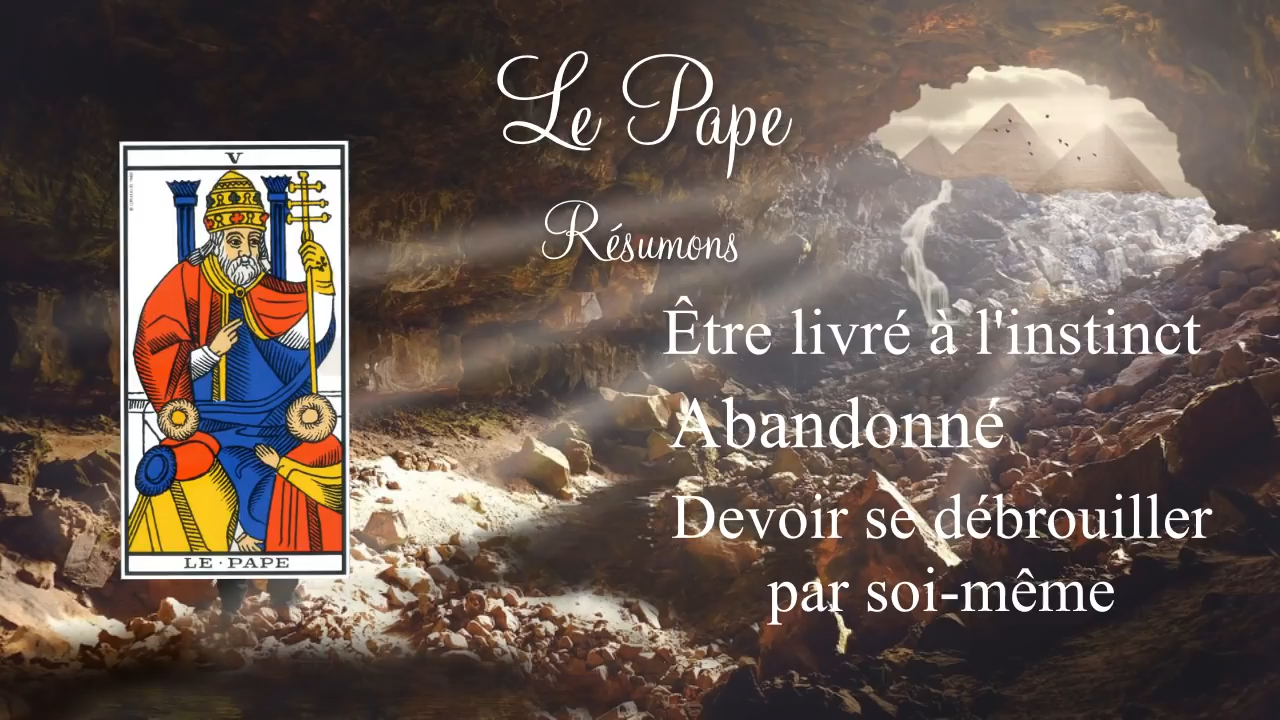 Le Pape
Résumons
V
LE·PAPE
Être livré à l'instinct
Abandonné
Devoir se débrouiller
par soi-même